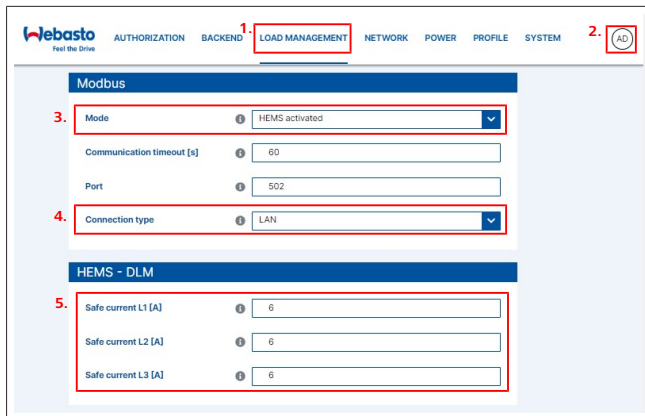 webasto
Feel the Drive
AUTHORIZATION BACKEND 1. LOAD MANAGEMENT NETWORK POWER PROFILE SYSTEM 2. AD
Modbus
3. Mode HEMS activated
Communication timeout [s] 60
Port 502
4. Connection type LAN
HEMS - DLM
5. Safe current L1 [A] 6
Safe current L2 [A] 6
Safe current L3 [A] 6